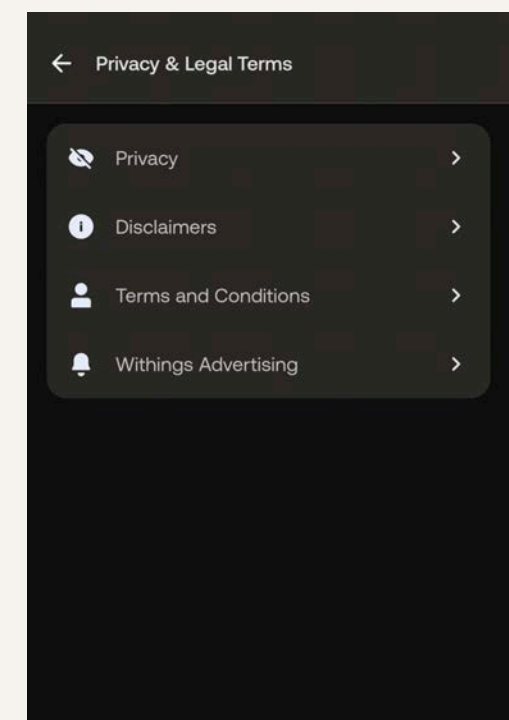 Privacy & Legal Terms
Privacy
Disclaimers
Terms and Conditions
Withings Advertising